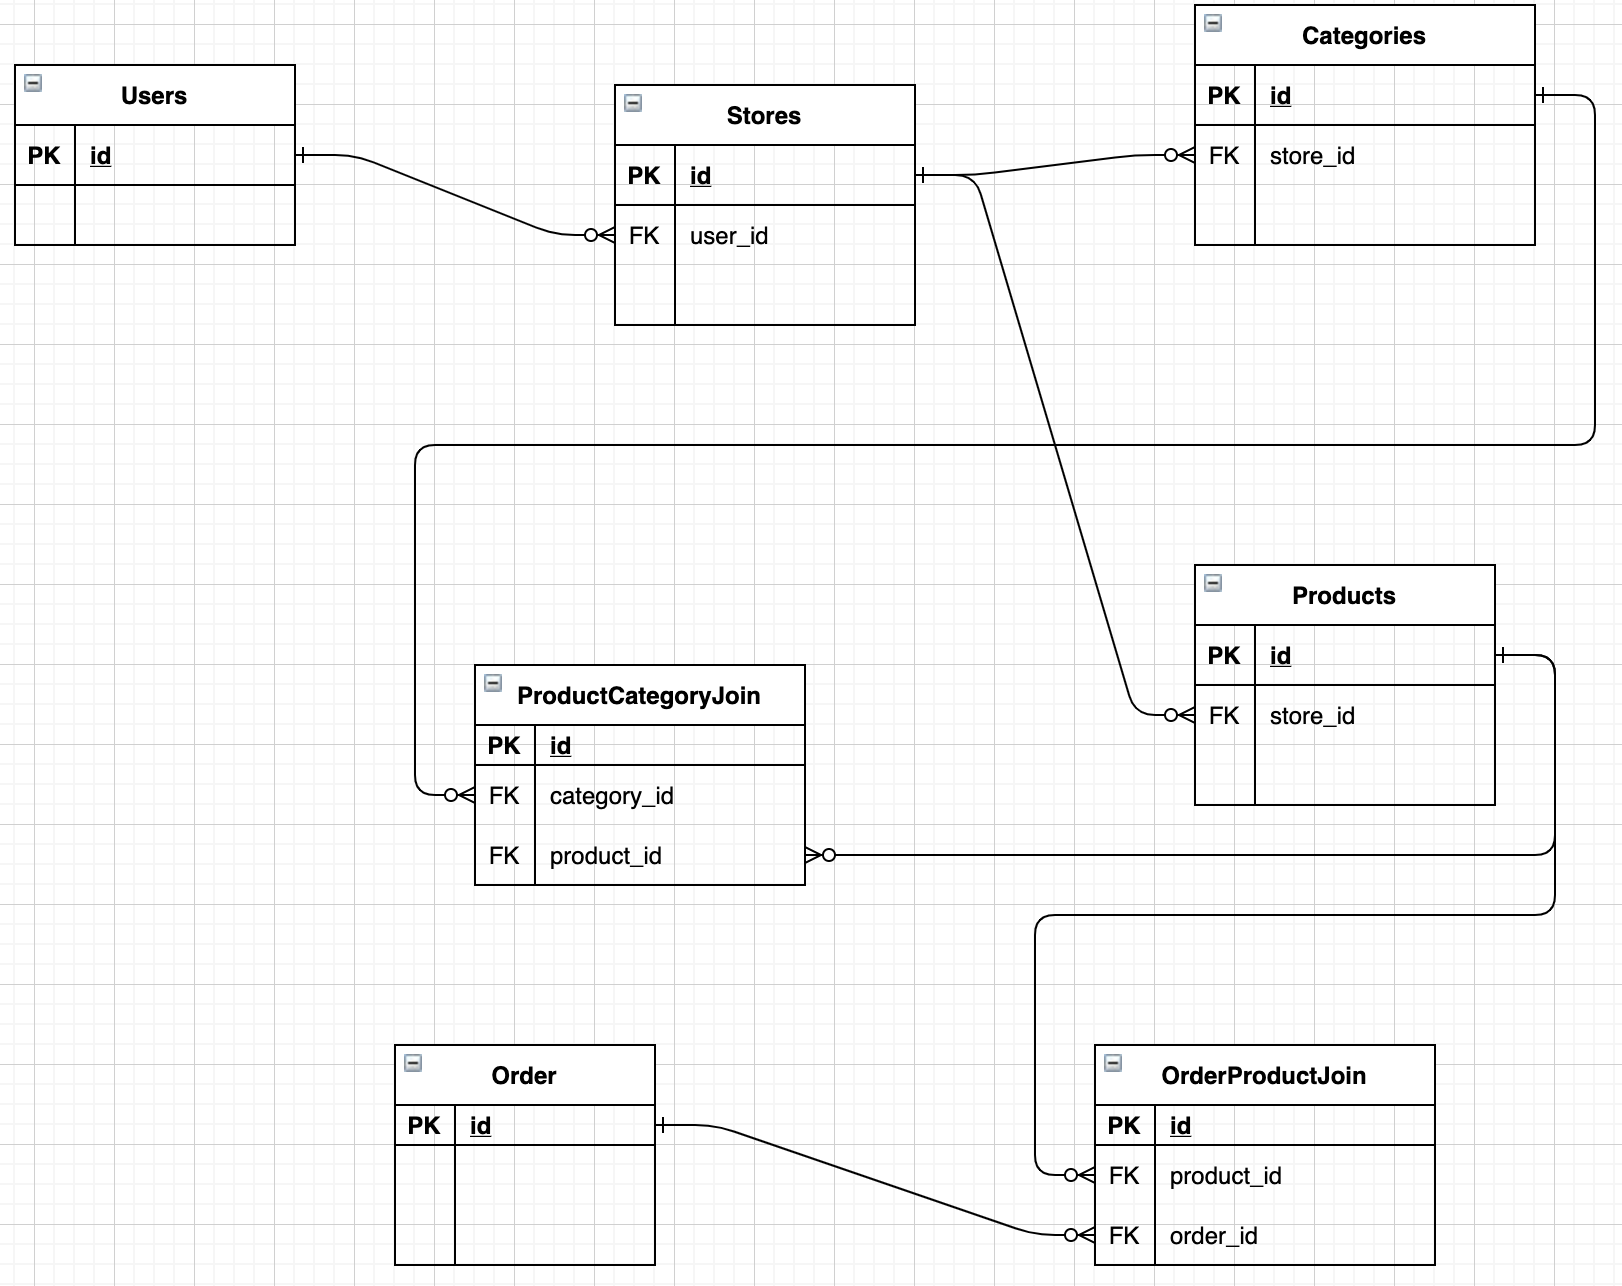 Users
PK id
Stores
PK id
FK user_id
Categories
PK id
FK store_id
Products
PK id
FK store_id
ProductCategoryJoin
PK id
FK category_id
FK product_id
Order
PK id
OrderProductJoin
PK id
FK product_id
FK order_id